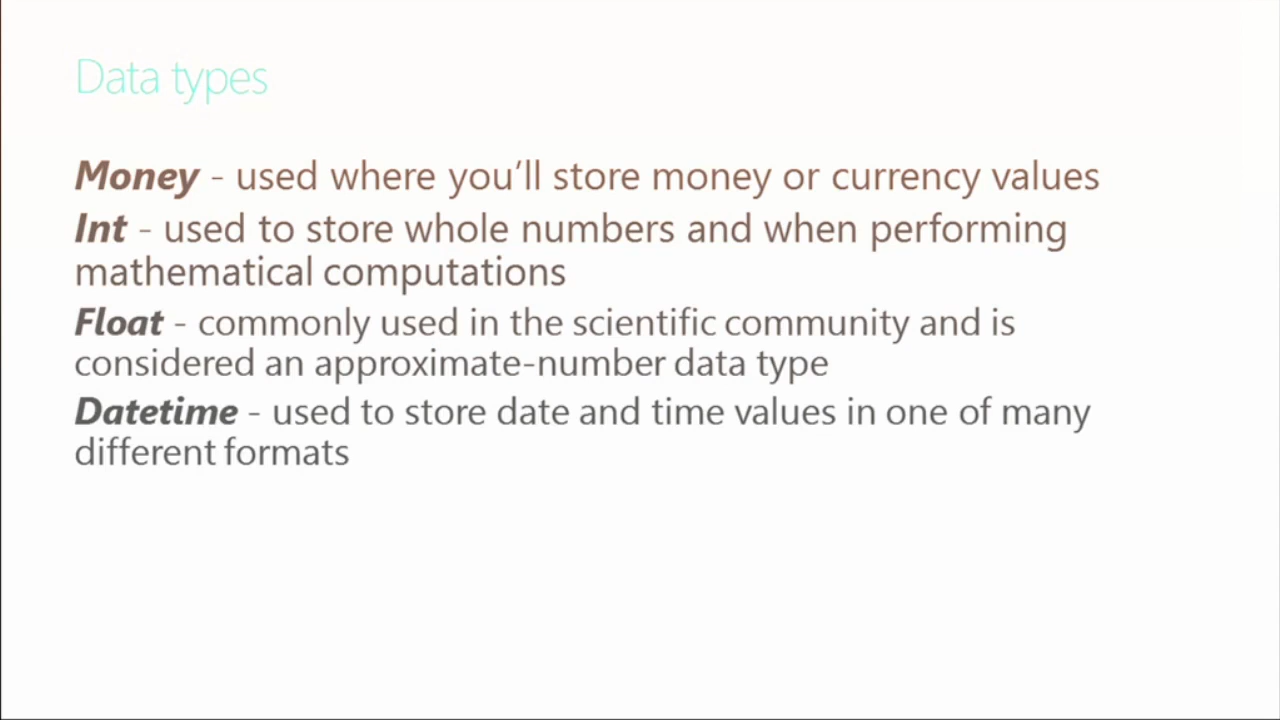 Data types
Money - used where you’ll store money or currency values
Int - used to store whole numbers and when performing
mathematical computations
Float - commonly used in the scientific community and is
considered an approximate-number data type
Datetime - used to store date and time values in one of many
different formats